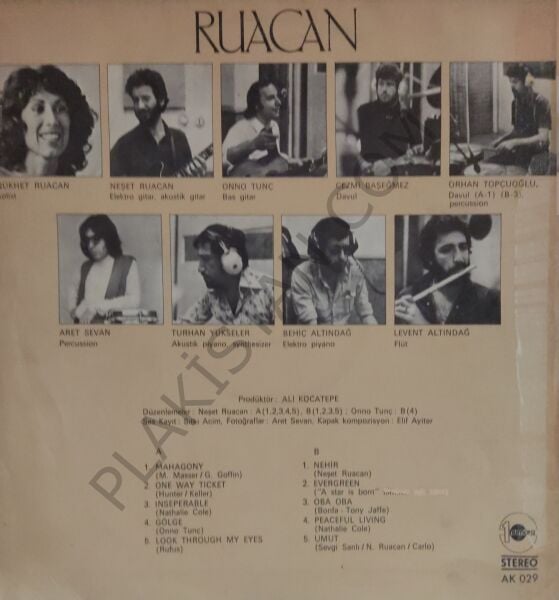 RUACAN
NÜKHET RUACAN
Solist
NEŞET RUACAN
Elektro gitar, akustik gitar
ONNO TUNÇ
Bas gitar
CEZMİ BAŞEĞMEZ
Davul
ORHAN TOPÇUOĞLU,
Davul (A-1) (B-3),
percussion
ARET SEVAN
Percussion
TURHAN YÜKSELER
Akustik piyano, synthesizer
BEHİÇ ALTINDAĞ
Elektro piyano
LEVENT ALTINDAĞ
Flüt
Prodüktör : ALİ KOCATEPE
Düzenlemeler : Neşet Ruacan : A (1,2,3,4,5), B (1,2,3,5) ; Onno Tunç : B (4)
Ses Kayıt : Acim, Fotoğraflar : Aret Sevan, Kapak kompozisyon : Elif Ayiter
A
1. MAHAGONY
(M. Masser / G. Goffin)
2. ONE WAY TICKET
(Hunter / Keller)
3. INSEPERABLE
(Nathalie Cole)
4. GÖLGE
(Onno Tunç)
5. LOOK THROUGH MY EYES
(Rufus)
B
1. NEHİR
(Neşet Ruacan)
2. EVERGREEN
("A star is born"
3. OBA OBA
(Bonfa - Tony Jaffe)
4. PEACEFUL LIVING
(Nathalie Cole)
5. UMUT
(Sevgi Sanlı / N. Ruacan / Carlo)
STEREO
AK 029
PLAKİSTAN.COM